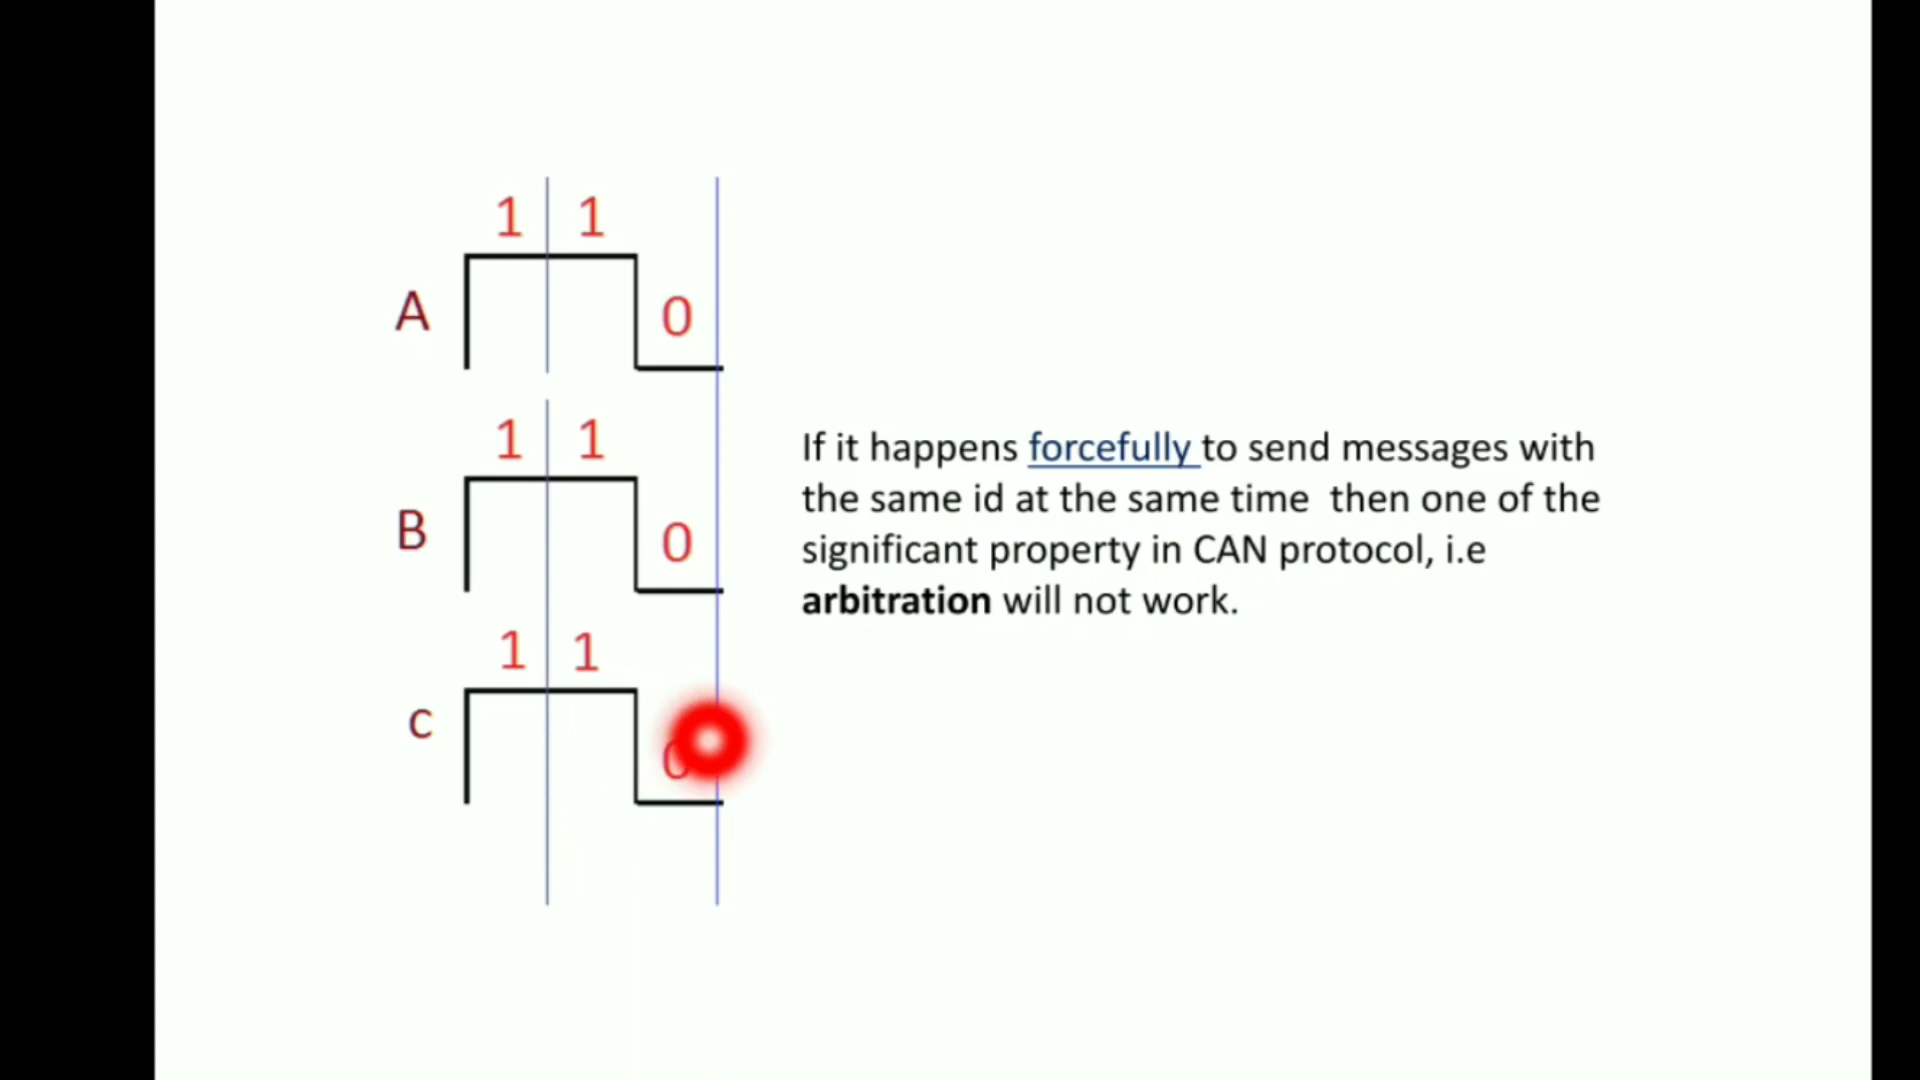 1 1
A
0
1 1
B
0
1 1
c
0
If it happens forcefully to send messages with
the same id at the same time then one of the
significant property in CAN protocol, i.e
arbitration will not work.